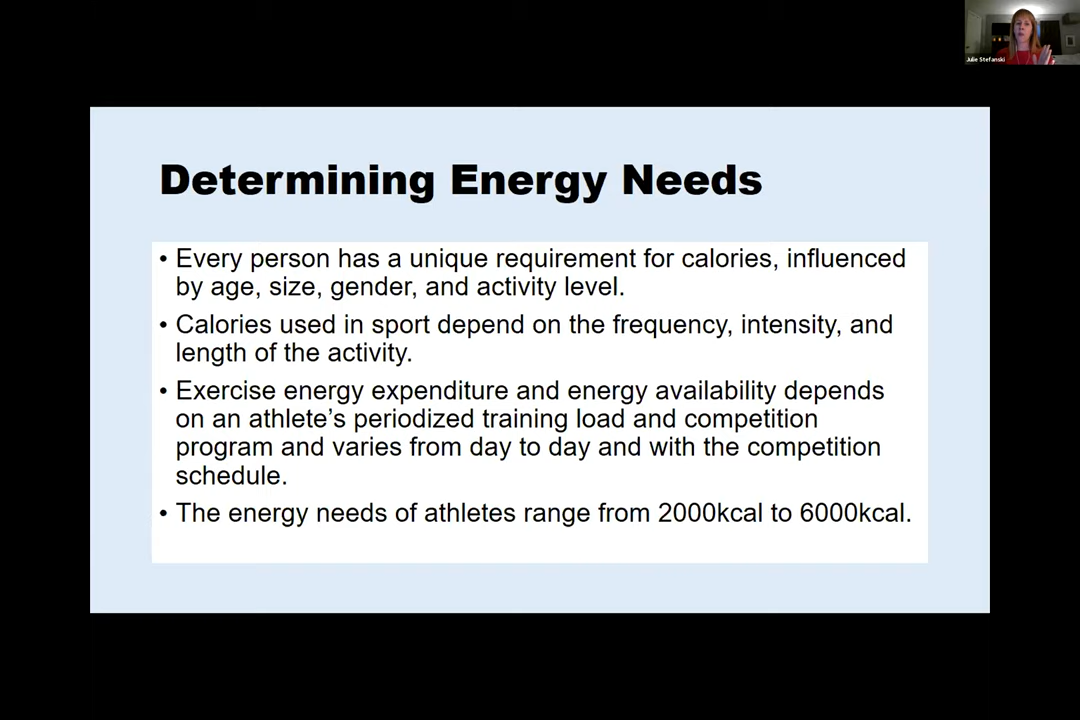 Julie Stefanski
Determining Energy Needs
• Every person has a unique requirement for calories, influenced
by age, size, gender, and activity level.
• Calories used in sport depend on the frequency, intensity, and
length of the activity.
• Exercise energy expenditure and energy availability depends
on an athlete’s periodized training load and competition
program and varies from day to day and with the competition
schedule.
• The energy needs of athletes range from 2000kcal to 6000kcal.